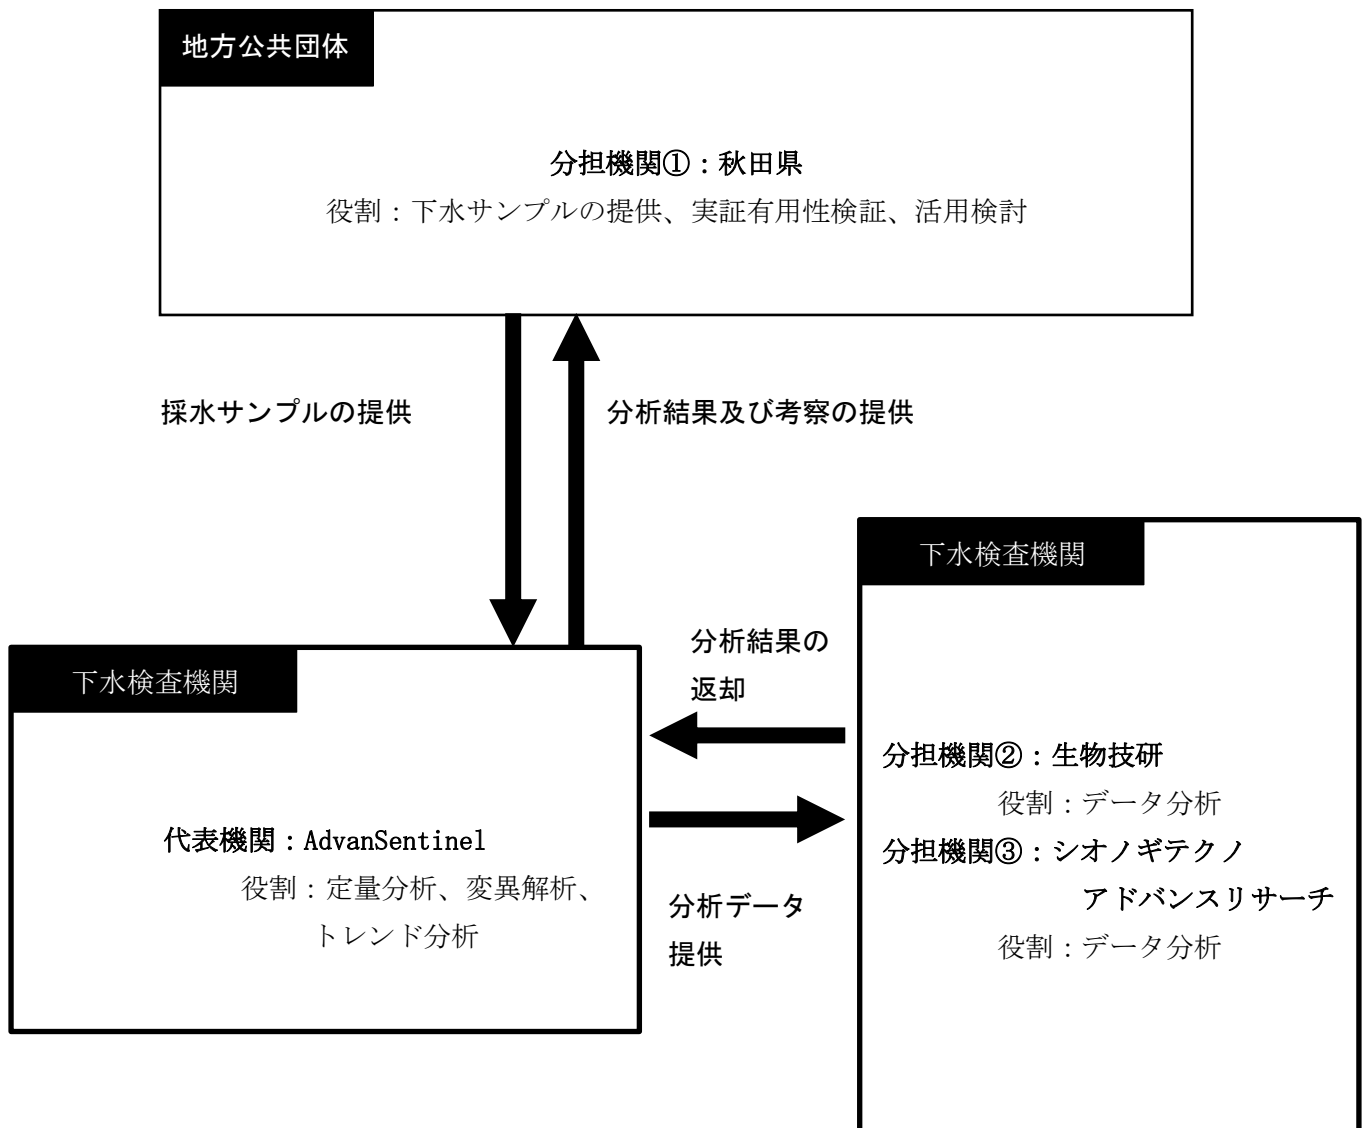 地方公共団体
分担機関①：秋田県
役割：下水サンプルの提供、実証有用性検証、活用検討
採水サンプルの提供
分析結果及び考察の提供
下水検査機関
代表機関：AdvanSentinel
役割：定量分析、変異解析、
トレンド分析
分析結果の
返却
分析データ
提供
下水検査機関
分担機関②：生物技研
役割：データ分析
分担機関③：シオノギテクノ
アドバンスリサーチ
役割：データ分析